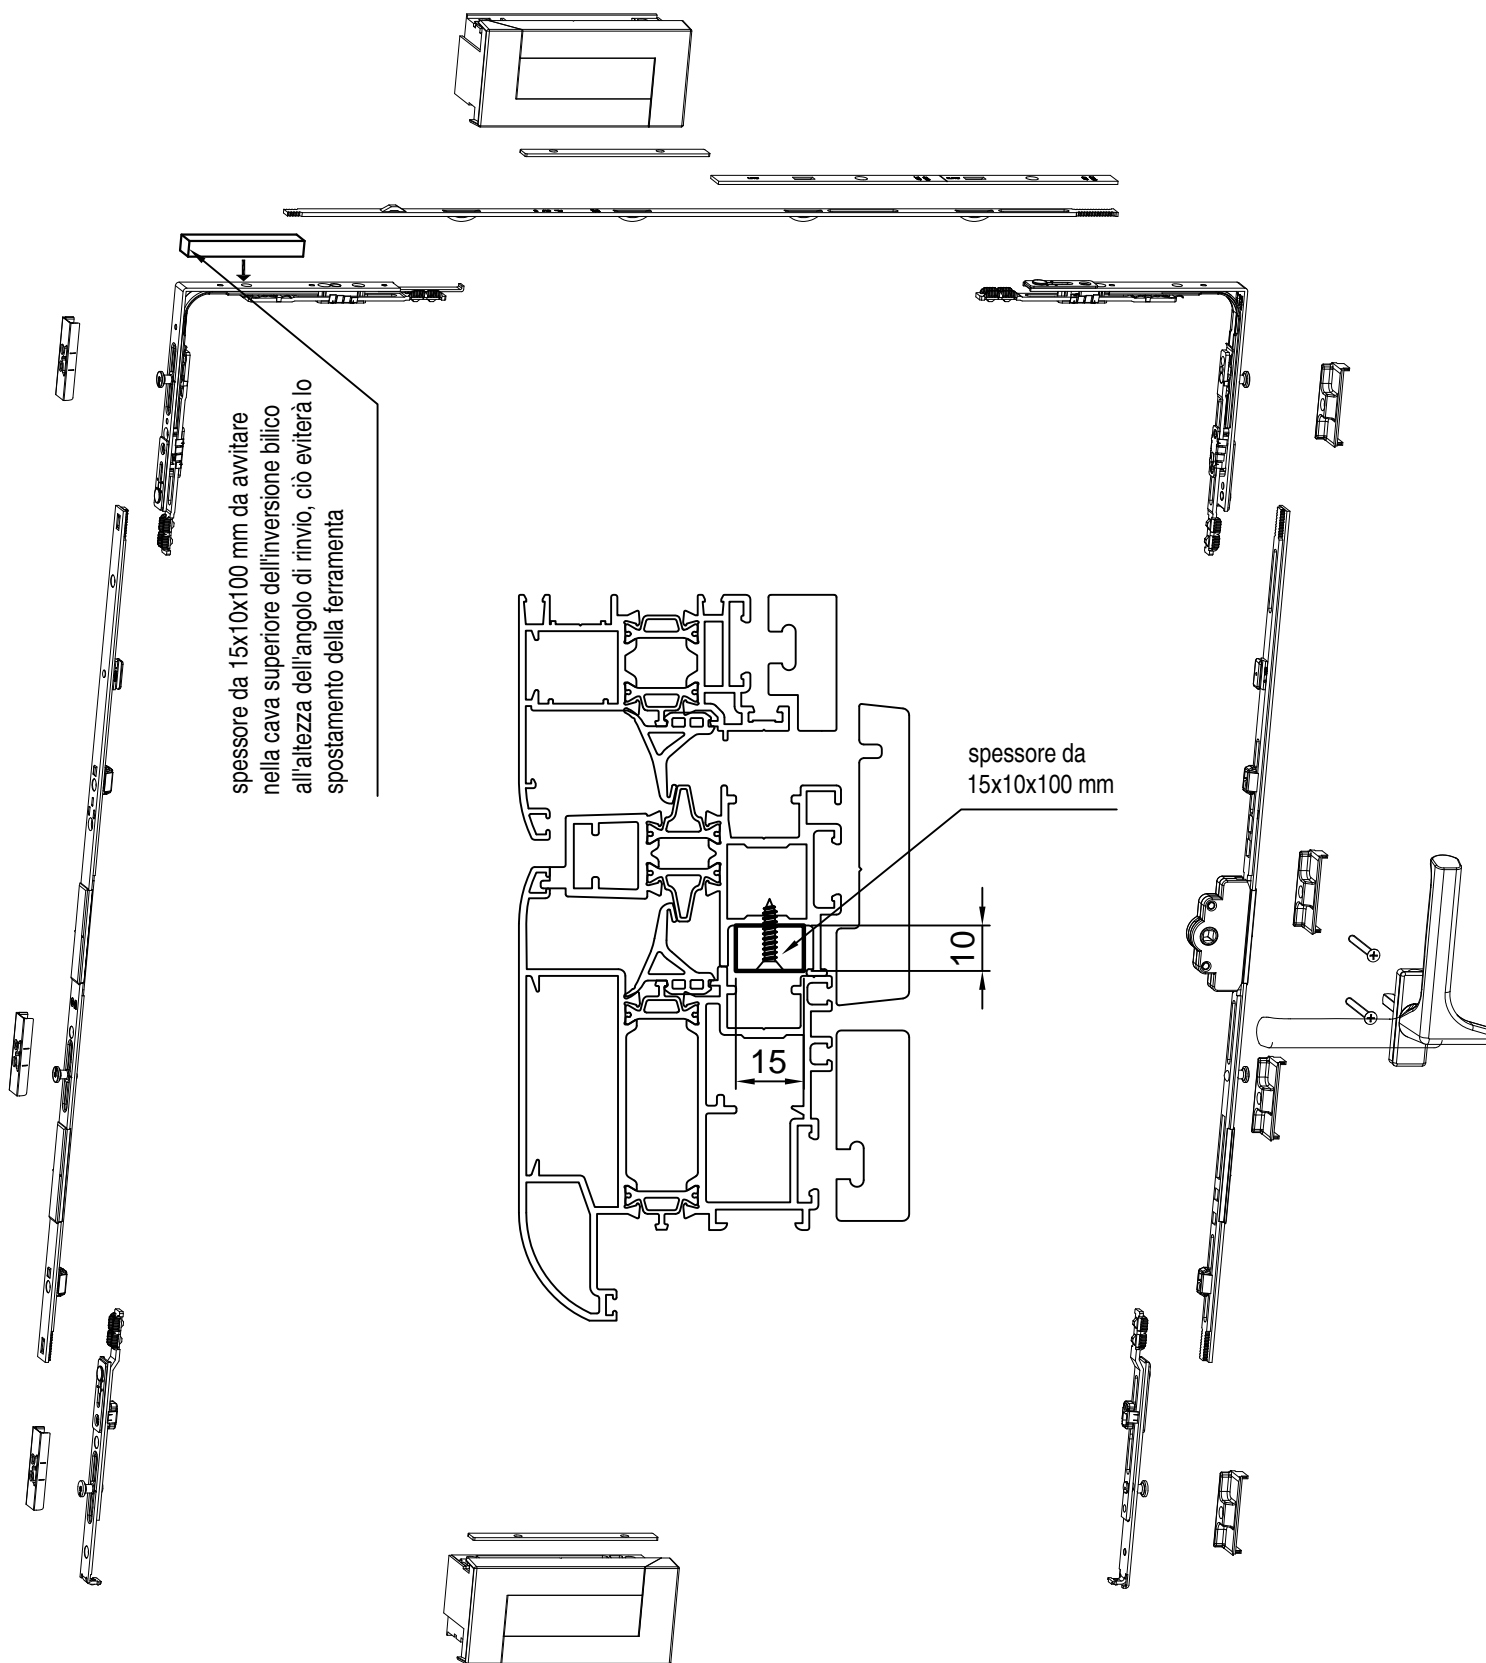 spessore da 15x10x100 mm da avvitare
nella cava superiore dell'inversione bilico
all'altezza dell'angolo di rinvio, ciò eviterà lo
spostamento della ferramenta
spessore da
15x10x100 mm
10
15